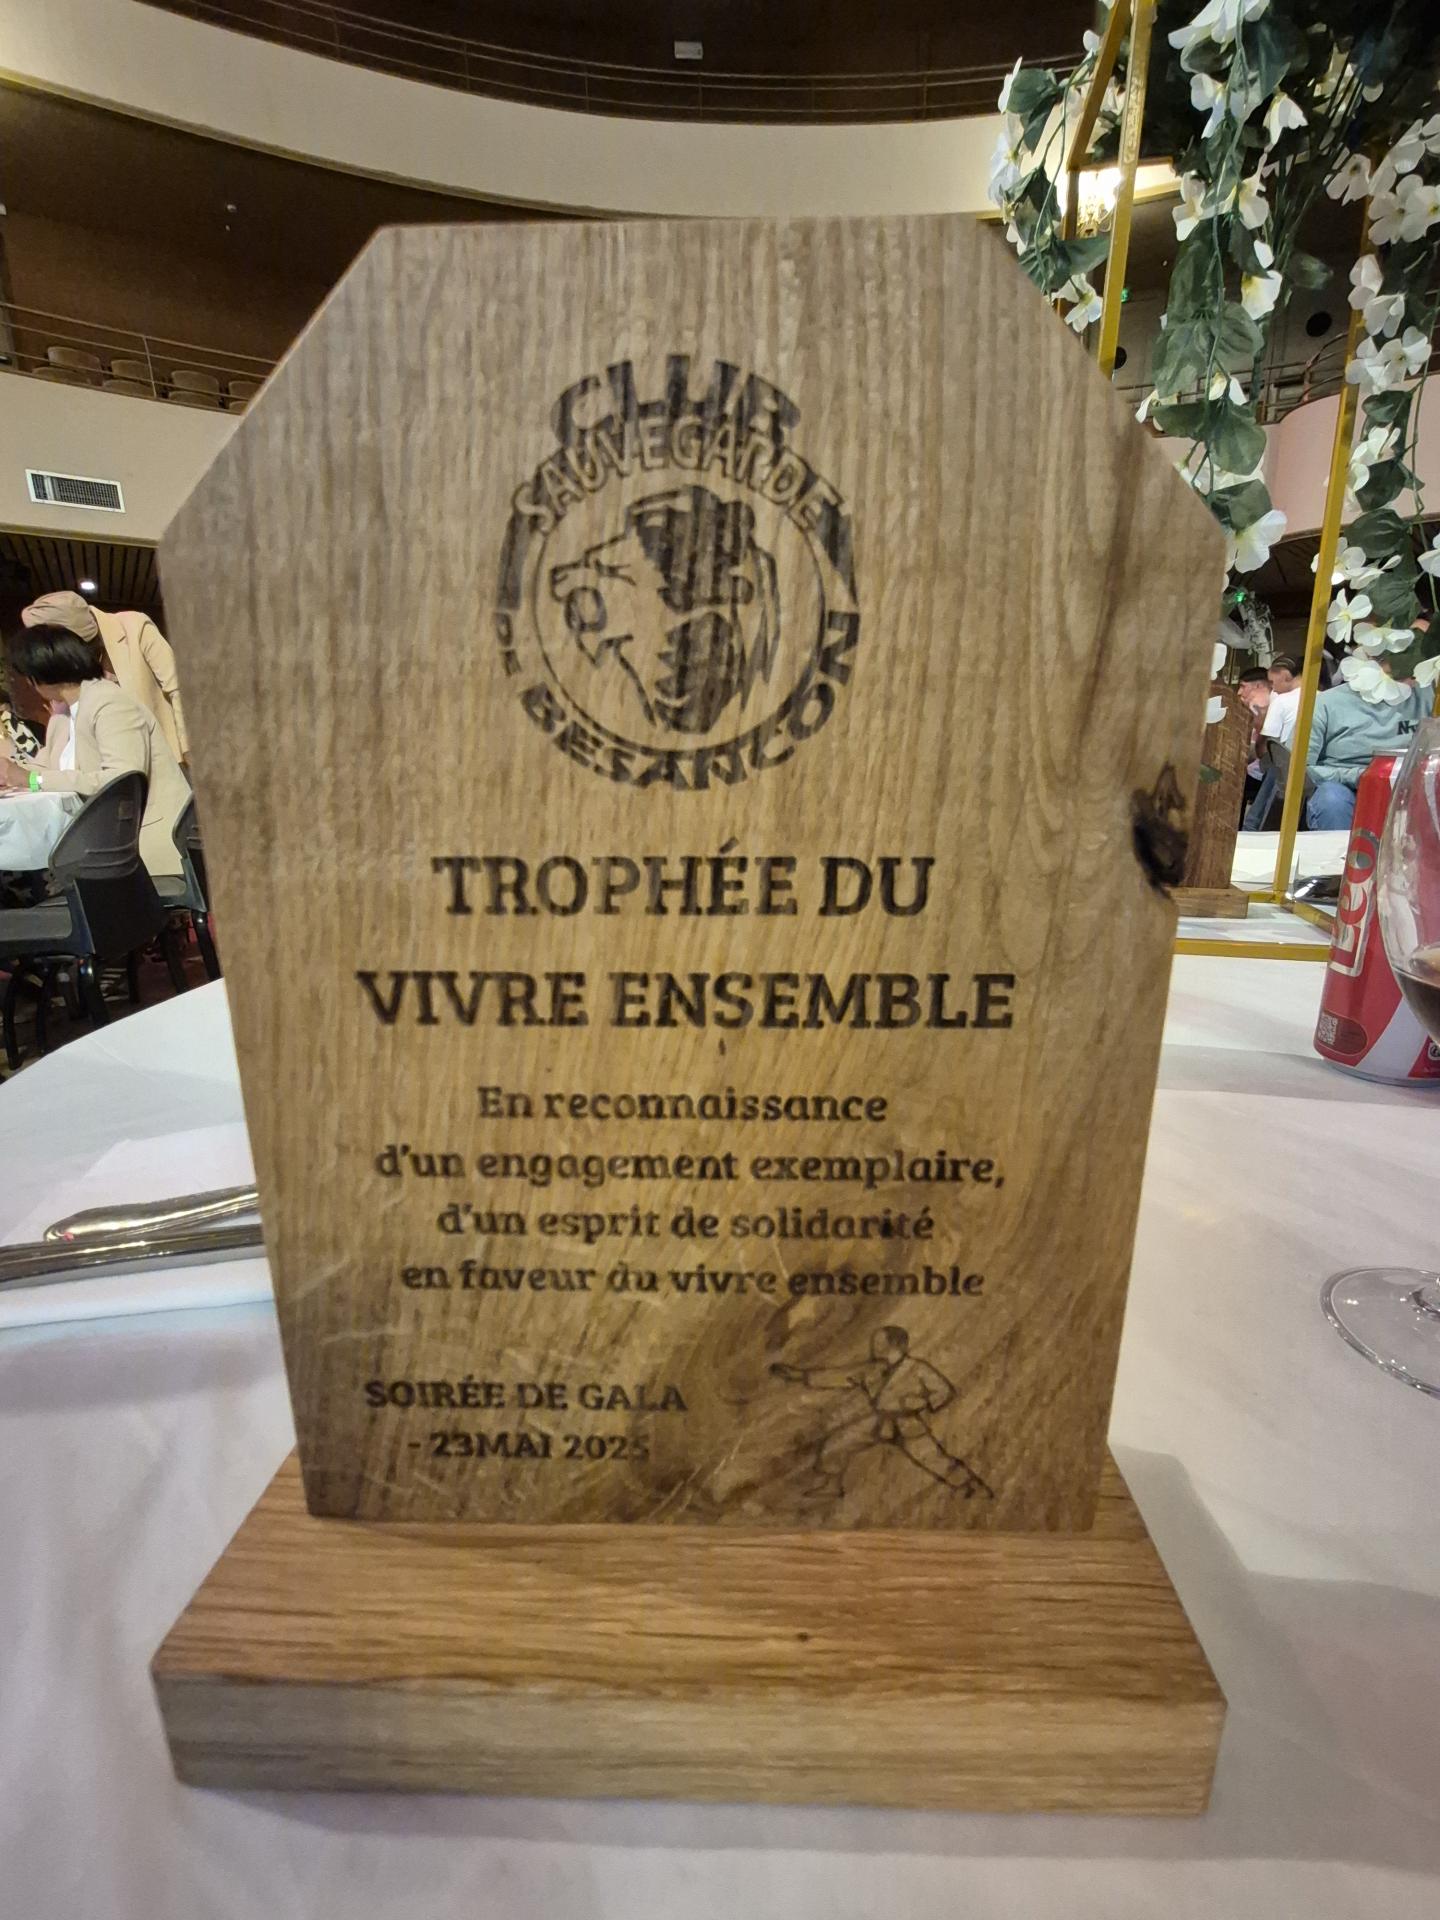 CLUB
SAUVEGARDE
DE BESANÇON
TROPHÉE DU
VIVRE ENSEMBLE
En reconnaissance
d'un engagement exemplaire,
d'un esprit de solidarité
en faveur du vivre ensemble
SOIRÉE DE GALA
- 23MAI 2025